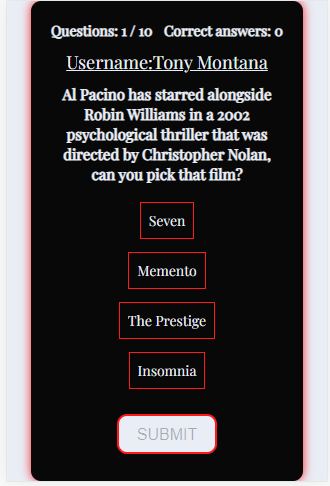 Questions: 1 / 10 Correct answers: 0
Username:Tony Montana
Al Pacino has starred alongside
Robin Williams in a 2002
psychological thriller that was
directed by Christopher Nolan,
can you pick that film?
Seven
Memento
The Prestige
Insomnia
SUBMIT